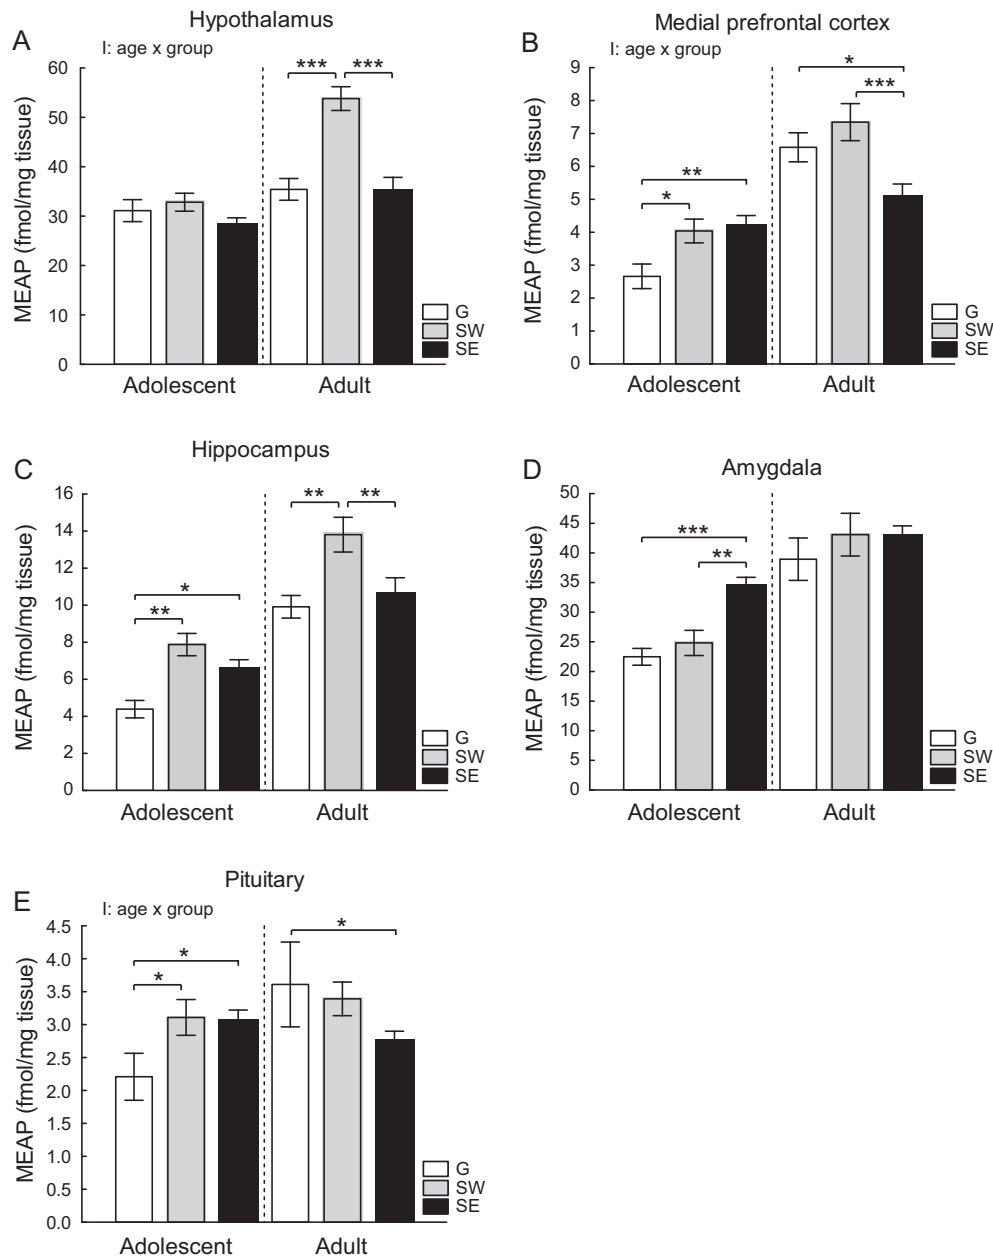 Hypothalamus
A
I: age x group
MEAP (fmol/mg tissue)
60
50
40
30
20
10
0
*** ***
G
SW
SE
Adolescent Adult
Medial prefrontal cortex
B
I: age x group
MEAP (fmol/mg tissue)
9
8
7
6
5
4
3
2
1
0
*
***
**
*
G
SW
SE
Adolescent Adult
Hippocampus
C
MEAP (fmol/mg tissue)
16
14
12
10
8
6
4
2
0
** **
*
**
G
SW
SE
Adolescent Adult
Amygdala
D
MEAP (fmol/mg tissue)
50
45
40
35
30
25
20
15
10
5
0
***
**
G
SW
SE
Adolescent Adult
Pituitary
E
I: age x group
MEAP (fmol/mg tissue)
4.5
4.0
3.5
3.0
2.5
2.0
1.5
1.0
0.5
0.0
*
*
*
G
SW
SE
Adolescent Adult